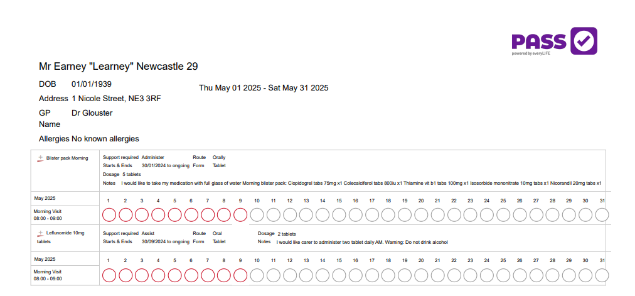 PASS
powered by everyLIFE
Mr Earney "Learney" Newcastle 29
DOB 01/01/1939
Thu May 01 2025 - Sat May 31 2025
Address 1 Nicole Street, NE3 3RF
GP Name Dr Glouster
Allergies No known allergies
Blister pack Morning
Support required Administer Route Orally
Starts & Ends 30/01/2024 to ongoing Form Tablet
Dosage 5 tablets
Notes I would like to take my medication with full glass of water Morning blister pack: Clopidogrel tabs 75mg x1 Colecalciferol tabs 800iu x1 Thiamine vit b1 tabs 100mg x1 Isosorbide mononitrate 10mg tabs x1 Nicorandil 20mg tabs x1
May 2025 1 2 3 4 5 6 7 8 9 10 11 12 13 14 15 16 17 18 19 20 21 22 23 24 25 26 27 28 29 30 31
Morning Visit
08:00 - 09:00
Leflunomide 10mg tablets
Support required Assist Route Oral Dosage 2 tablets
Starts & Ends 30/09/2024 to ongoing Form Tablet Notes I would like carer to administer two tablet daily AM. Warning: Do not drink alcohol
May 2025 1 2 3 4 5 6 7 8 9 10 11 12 13 14 15 16 17 18 19 20 21 22 23 24 25 26 27 28 29 30 31
Morning Visit
08:00 - 09:00